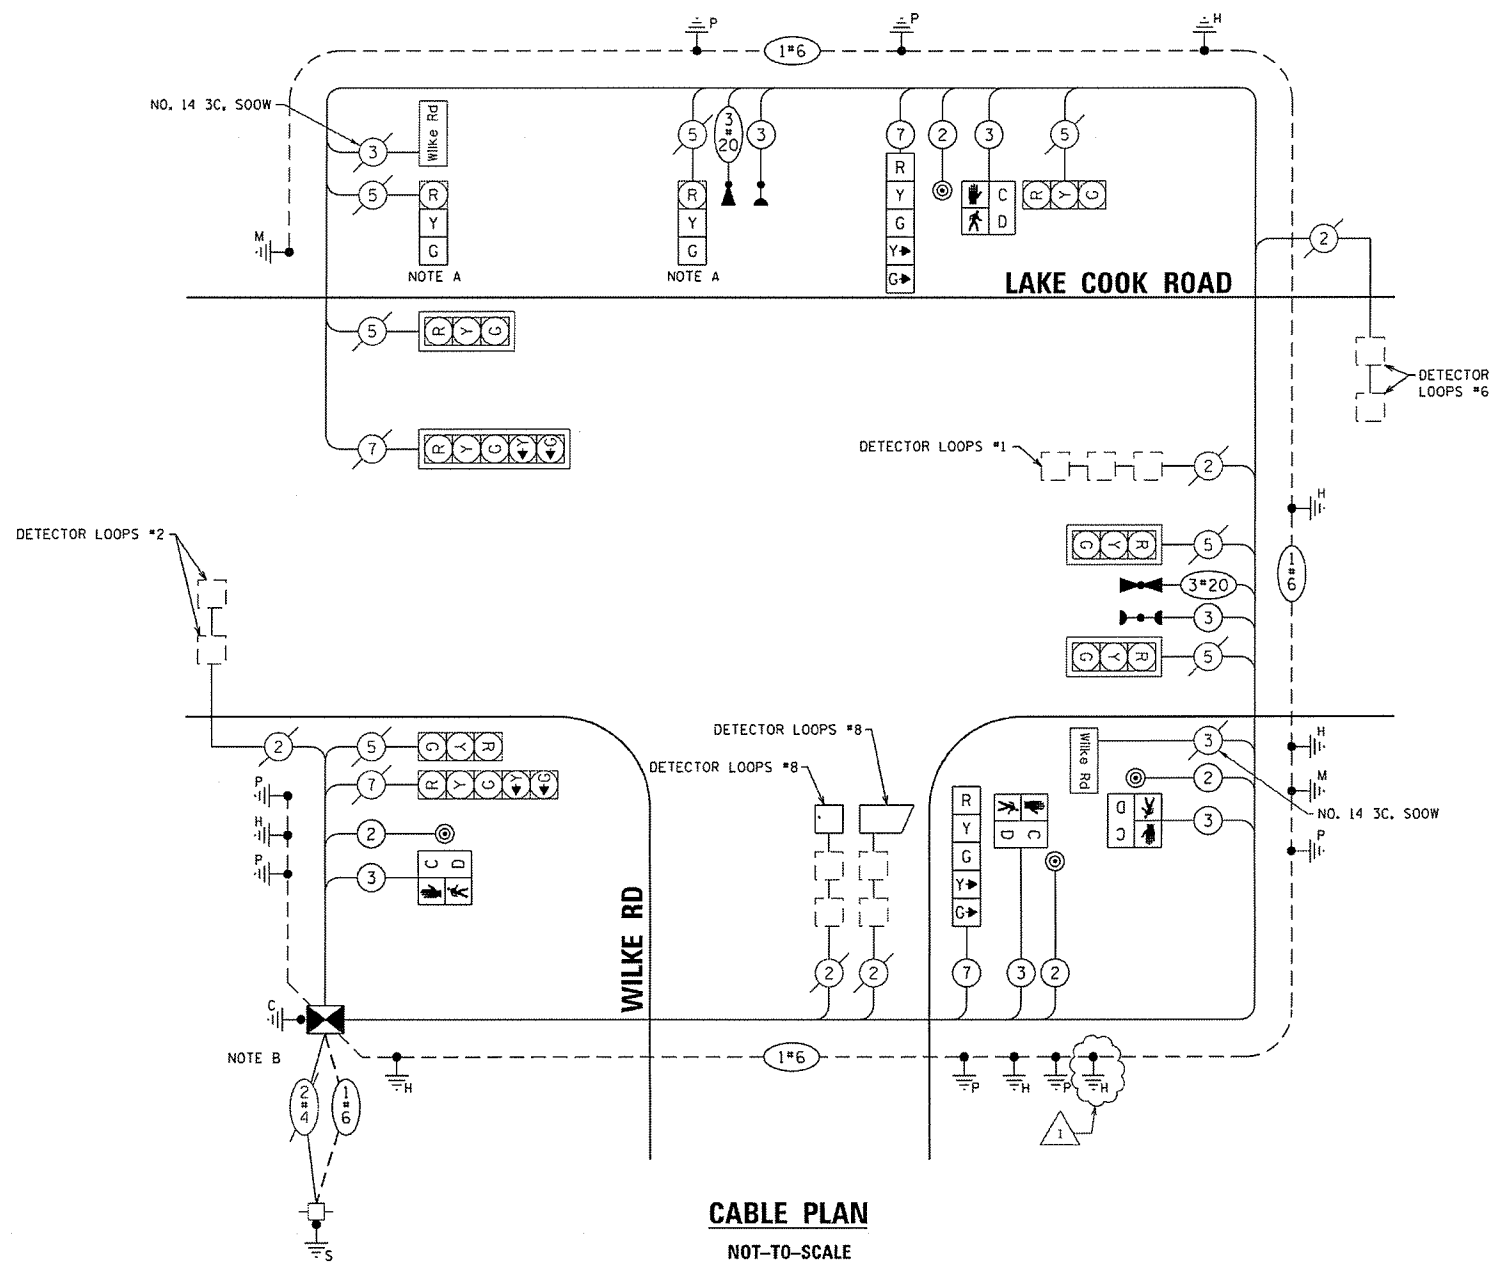 P
P
H
1#6
NO. 14 3C. SOOW
3
Wilke Rd
5
3#20
3
7
2
3
5
5
R
Y
G
NOTE A
R
Y
G
NOTE A
R
Y
G
Y
G
C
D
R Y G
M
2
LAKE COOK ROAD
5
R Y G
DETECTOR
LOOPS #6
7
R Y G Y G
DETECTOR LOOPS #1
2
H
DETECTOR LOOPS #2
G Y R
5
3#20
1#6
3
G Y R
5
DETECTOR LOOPS #8
DETECTOR LOOPS #8
2
5
G Y R
Wilke Rd
3
H
P
7
R Y G Y G
2
M
H
2
R
Y
G
Y
G
D C
D
C
3
NO. 14 3C. SOOW
P
P
3
C D
WILKE RD
2
2
7
3
2
C
NOTE B
1#6
H
P
H
P
H
2#4
1#6
1
S
CABLE PLAN
NOT-TO-SCALE